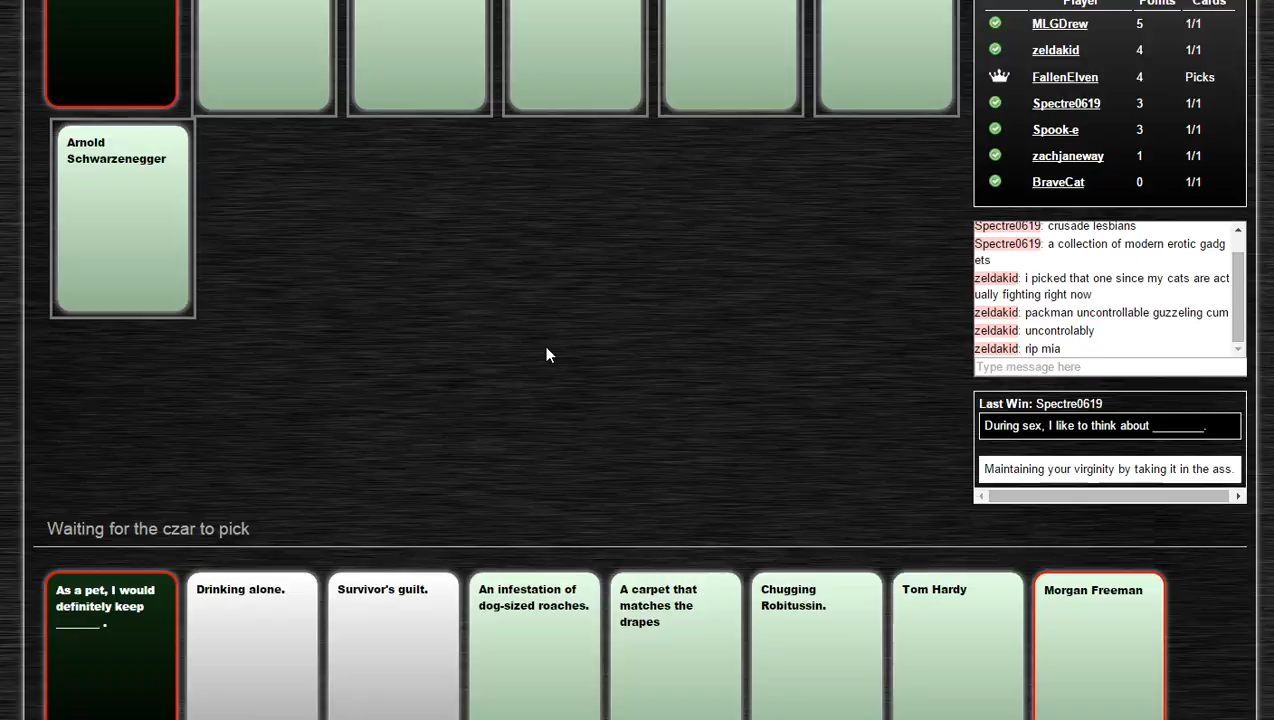 Player Points Cards
MLGDrew 5 1/1
zeldakid 4 1/1
FallenElven 4 Picks
Spectre0619 3 1/1
Spook-e 3 1/1
zachjaneway 1 1/1
BraveCat 0 1/1
Arnold
Schwarzenegger
Spectre0619: crusade lesbians
Spectre0619: a collection of modern erotic gadg
ets
zeldakid: i picked that one since my cats are act
ually fighting right now
zeldakid: packman uncontrollable guzzeling cum
zeldakid: uncontrolably
zeldakid: rip mia
Type message here
Last Win: Spectre0619
During sex, I like to think about ________.
Maintaining your virginity by taking it in the ass.
Waiting for the czar to pick
As a pet, I would
definitely keep
______ .
Drinking alone.
Survivor's guilt.
An infestation of
dog-sized roaches.
A carpet that
matches the
drapes
Chugging
Robitussin.
Tom Hardy
Morgan Freeman